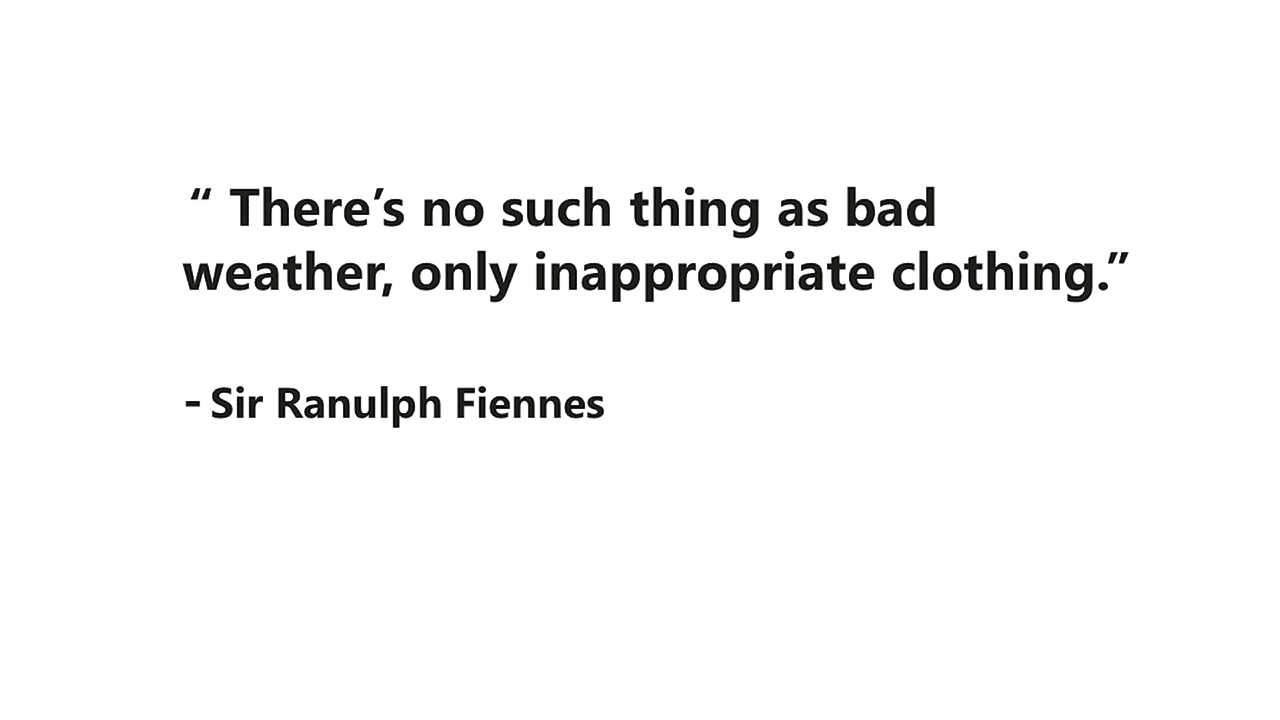 “ There’s no such thing as bad
weather, only inappropriate clothing.”
- Sir Ranulph Fiennes